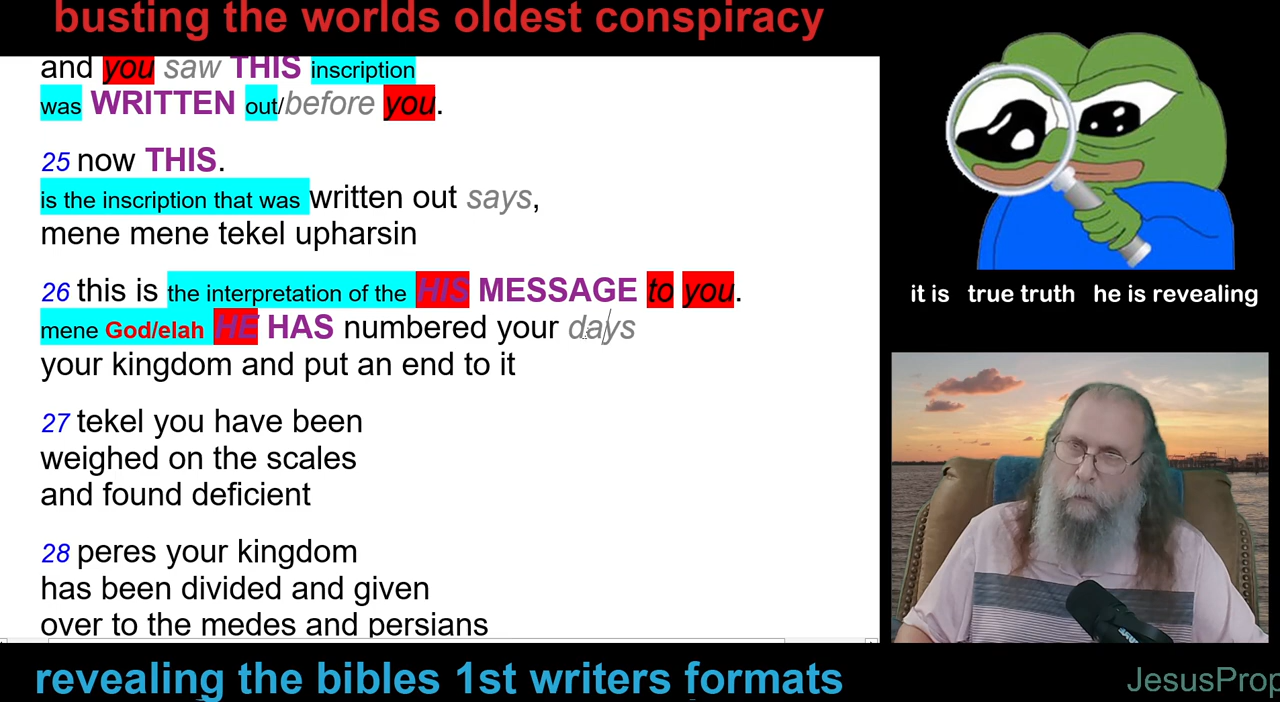 busting the worlds oldest conspiracy
and you saw THIS inscription
was WRITTEN out/before you.
25 now THIS.
is the inscription that was written out says,
mene mene tekel upharsin
26 this is the interpretation of the HIS MESSAGE to you.
mene God/elah HE HAS numbered your days
your kingdom and put an end to it
27 tekel you have been
weighed on the scales
and found deficient
28 peres your kingdom
has been divided and given
over to the medes and persians
it is true truth he is revealing
revealing the bibles 1st writers formats
JesusProp